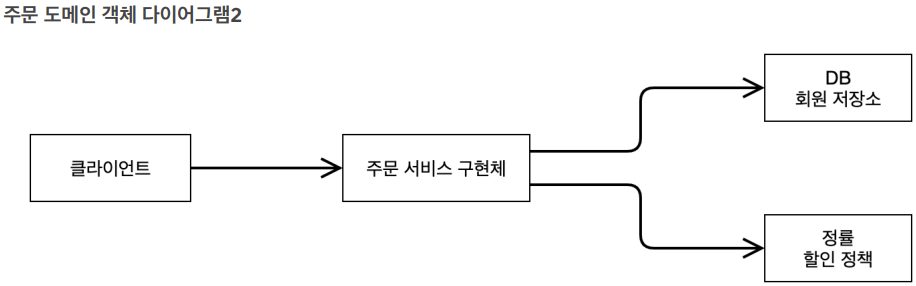 주문 도메인 객체 다이어그램2
클라이언트
주문 서비스 구현체
DB
회원 저장소
정률
할인 정책